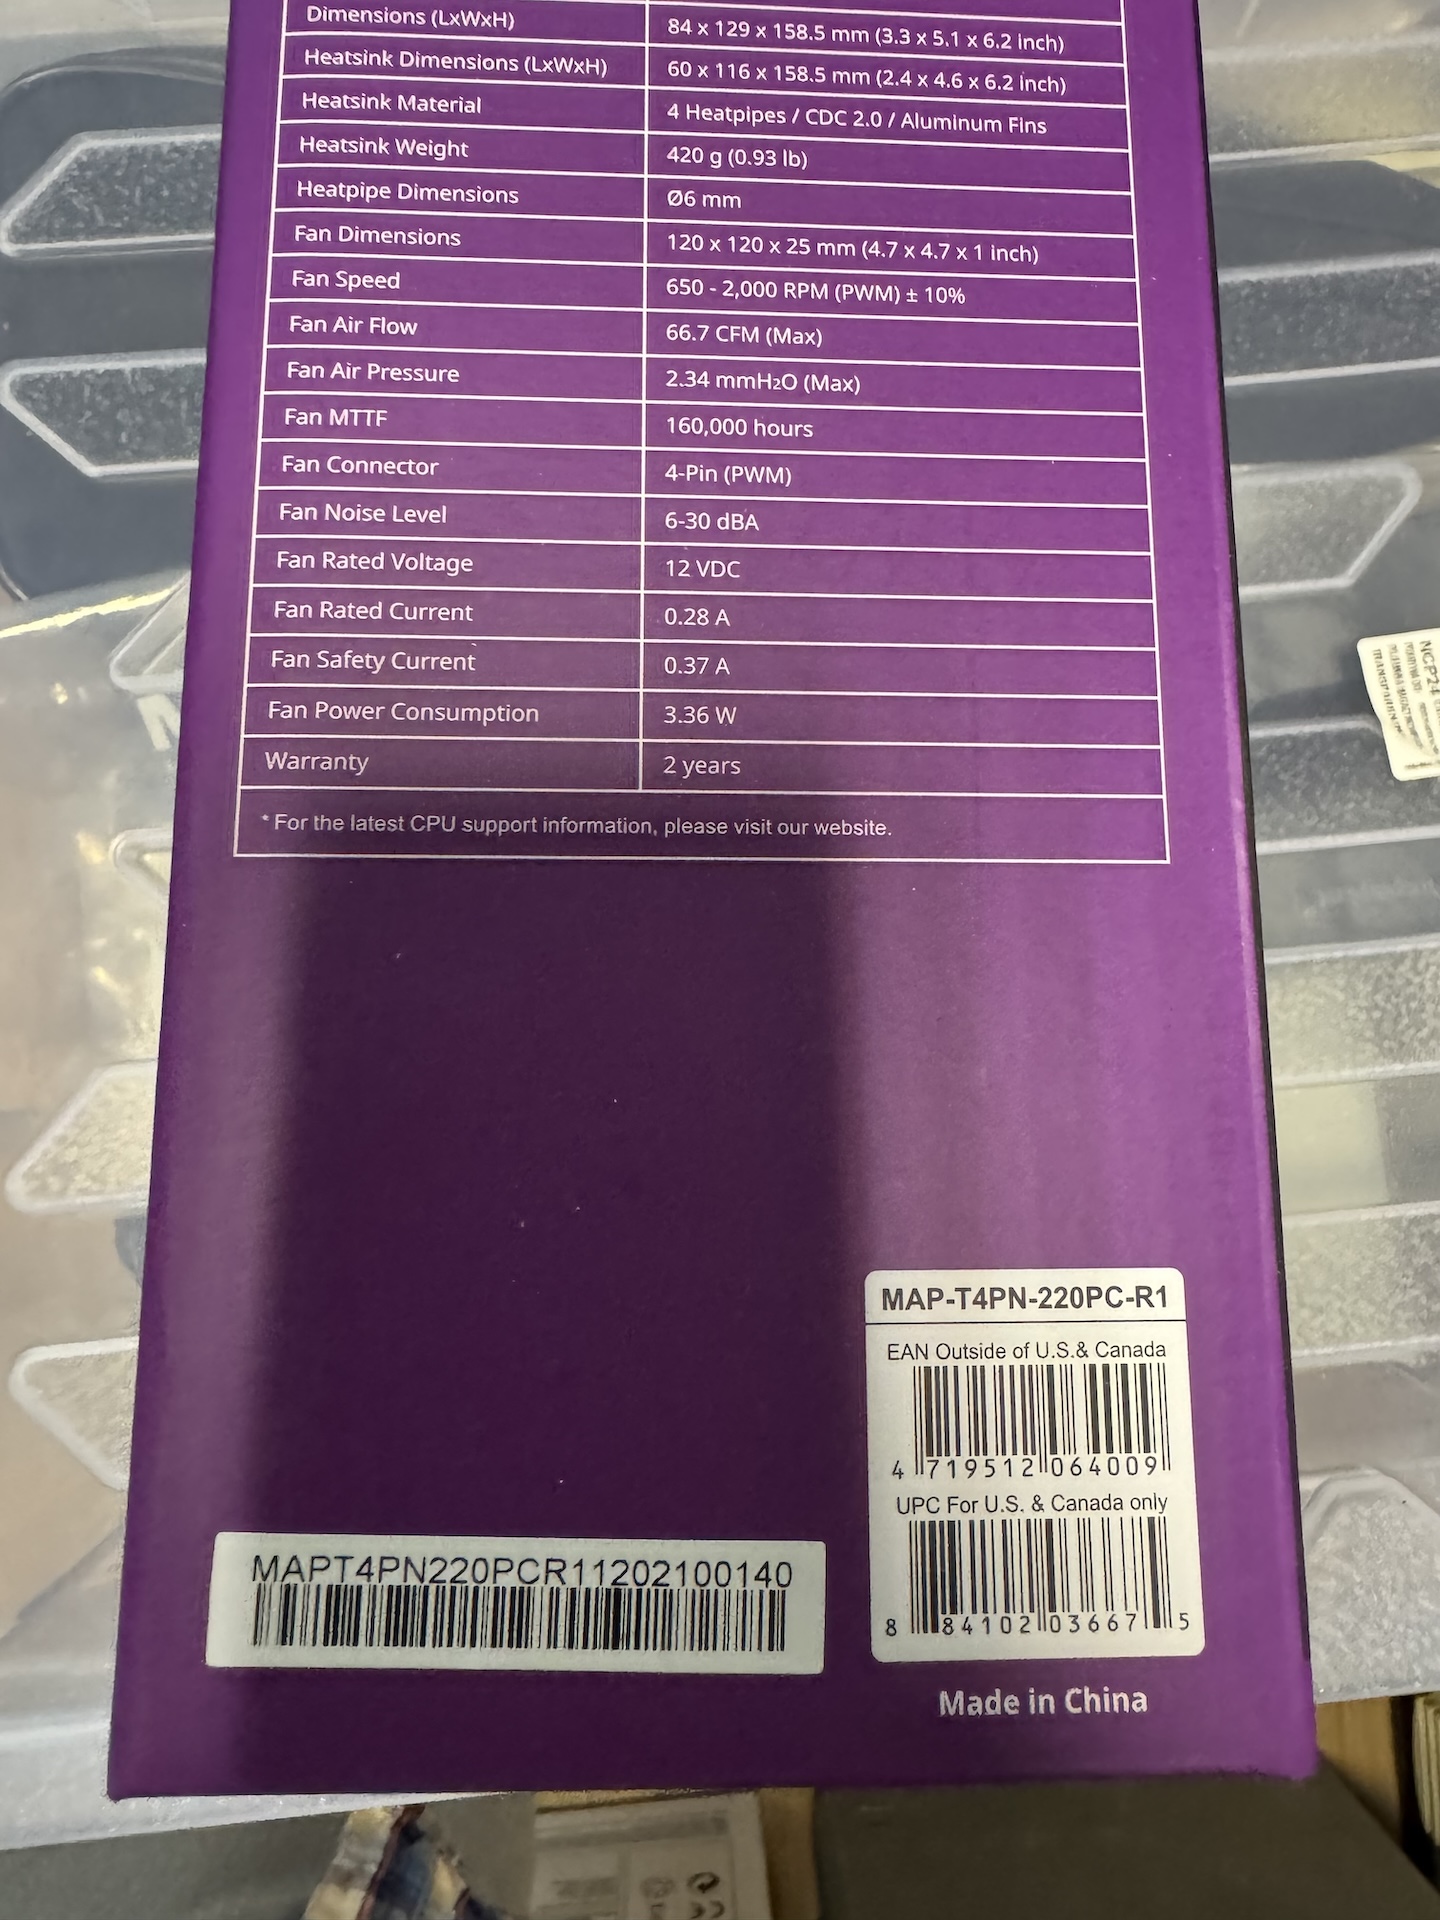 Dimensions (LxWxH) 84 x 129 x 158.5 mm (3.3 x 5.1 x 6.2 inch)
Heatsink Dimensions (LxWxH) 60 x 116 x 158.5 mm (2.4 x 4.6 x 6.2 inch)
Heatsink Material 4 Heatpipes / CDC 2.0 / Aluminum Fins
Heatsink Weight 420 g (0.93 lb)
Heatpipe Dimensions Ø6 mm
Fan Dimensions 120 x 120 x 25 mm (4.7 x 4.7 x 1 inch)
Fan Speed 650 - 2,000 RPM (PWM) ± 10%
Fan Air Flow 66.7 CFM (Max)
Fan Air Pressure 2.34 mmH₂O (Max)
Fan MTTF 160,000 hours
Fan Connector 4-Pin (PWM)
Fan Noise Level 6-30 dBA
Fan Rated Voltage 12 VDC
Fan Rated Current 0.28 A
Fan Safety Current 0.37 A
Fan Power Consumption 3.36 W
Warranty 2 years
* For the latest CPU support information, please visit our website.
MAP-T4PN-220PC-R1
EAN Outside of U.S.& Canada
4 719512 064009
UPC For U.S. & Canada only
8 84102 03667 5
MAPT4PN220PCR11202100140
Made in China
NCP24